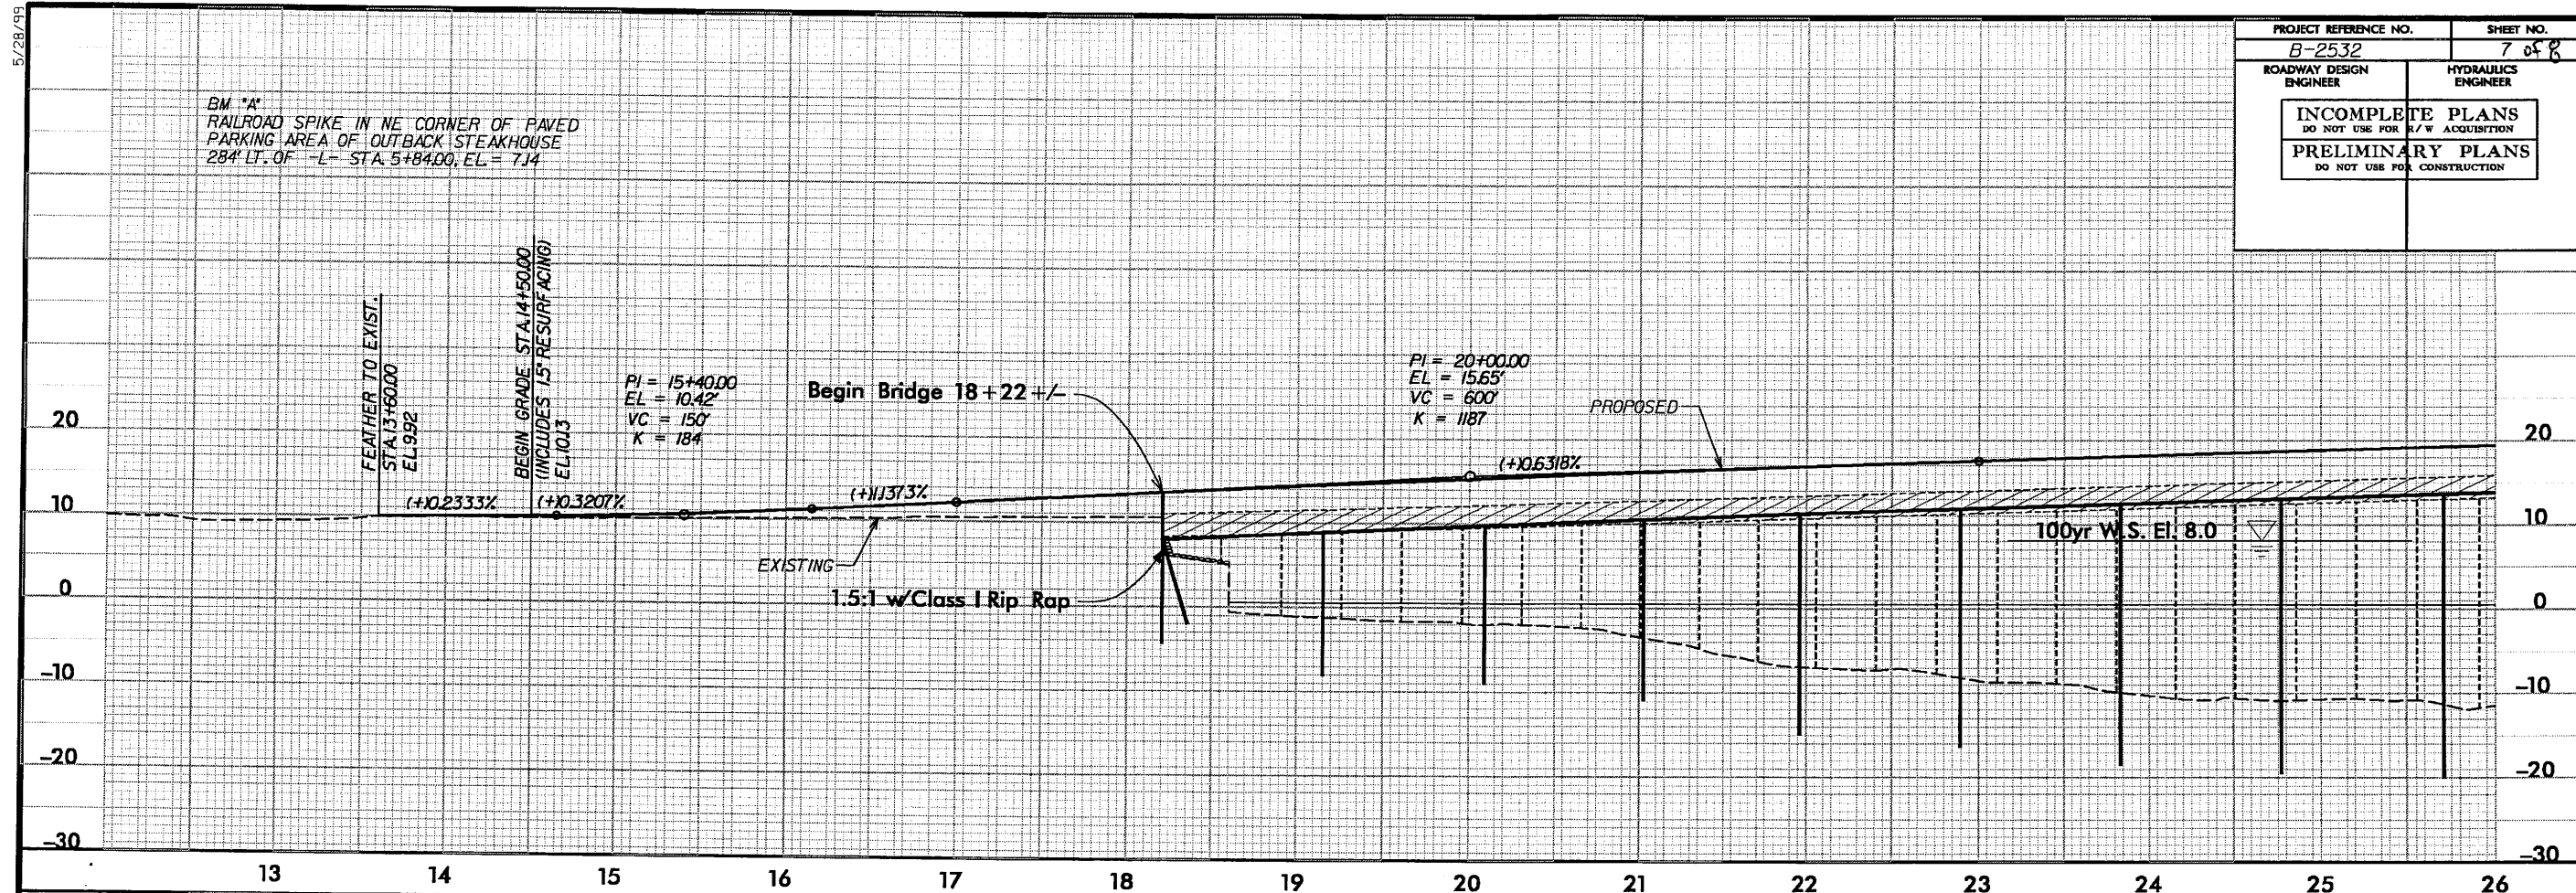 5/28/99
PROJECT REFERENCE NO.
SHEET NO.
B-2532
7 of 8
ROADWAY DESIGN
ENGINEER
HYDRAULICS
ENGINEER
INCOMPLETE PLANS
DO NOT USE FOR R/W ACQUISITION
PRELIMINARY PLANS
DO NOT USE FOR CONSTRUCTION
BM "A"
RAILROAD SPIKE IN NE CORNER OF PAVED
PARKING AREA OF OUTBACK STEAKHOUSE
284' LT. OF -L- STA. 5+84.00, EL.= 7.14
FEATHER TO EXIST.
STA.13+60.00
EL.9.92
BEGIN GRADE STA.14+50.00
(INCLUDES 1.5" RESURFACING)
EL.10.13
PI = 15+40.00
EL = 10.42'
VC = 150'
K = 184
Begin Bridge 18+22 +/-
PI = 20+00.00
EL = 15.65'
VC = 600'
K = 1187
PROPOSED
(+)0.2333%
(+)0.3207%
(+)1.1373%
(+)0.6318%
EXISTING
1.5:1 w/Class I Rip Rap
100yr W.S. El. 8.0
20
10
0
-10
-20
-30
20
10
0
-10
-20
-30
13 14 15 16 17 18 19 20 21 22 23 24 25 26